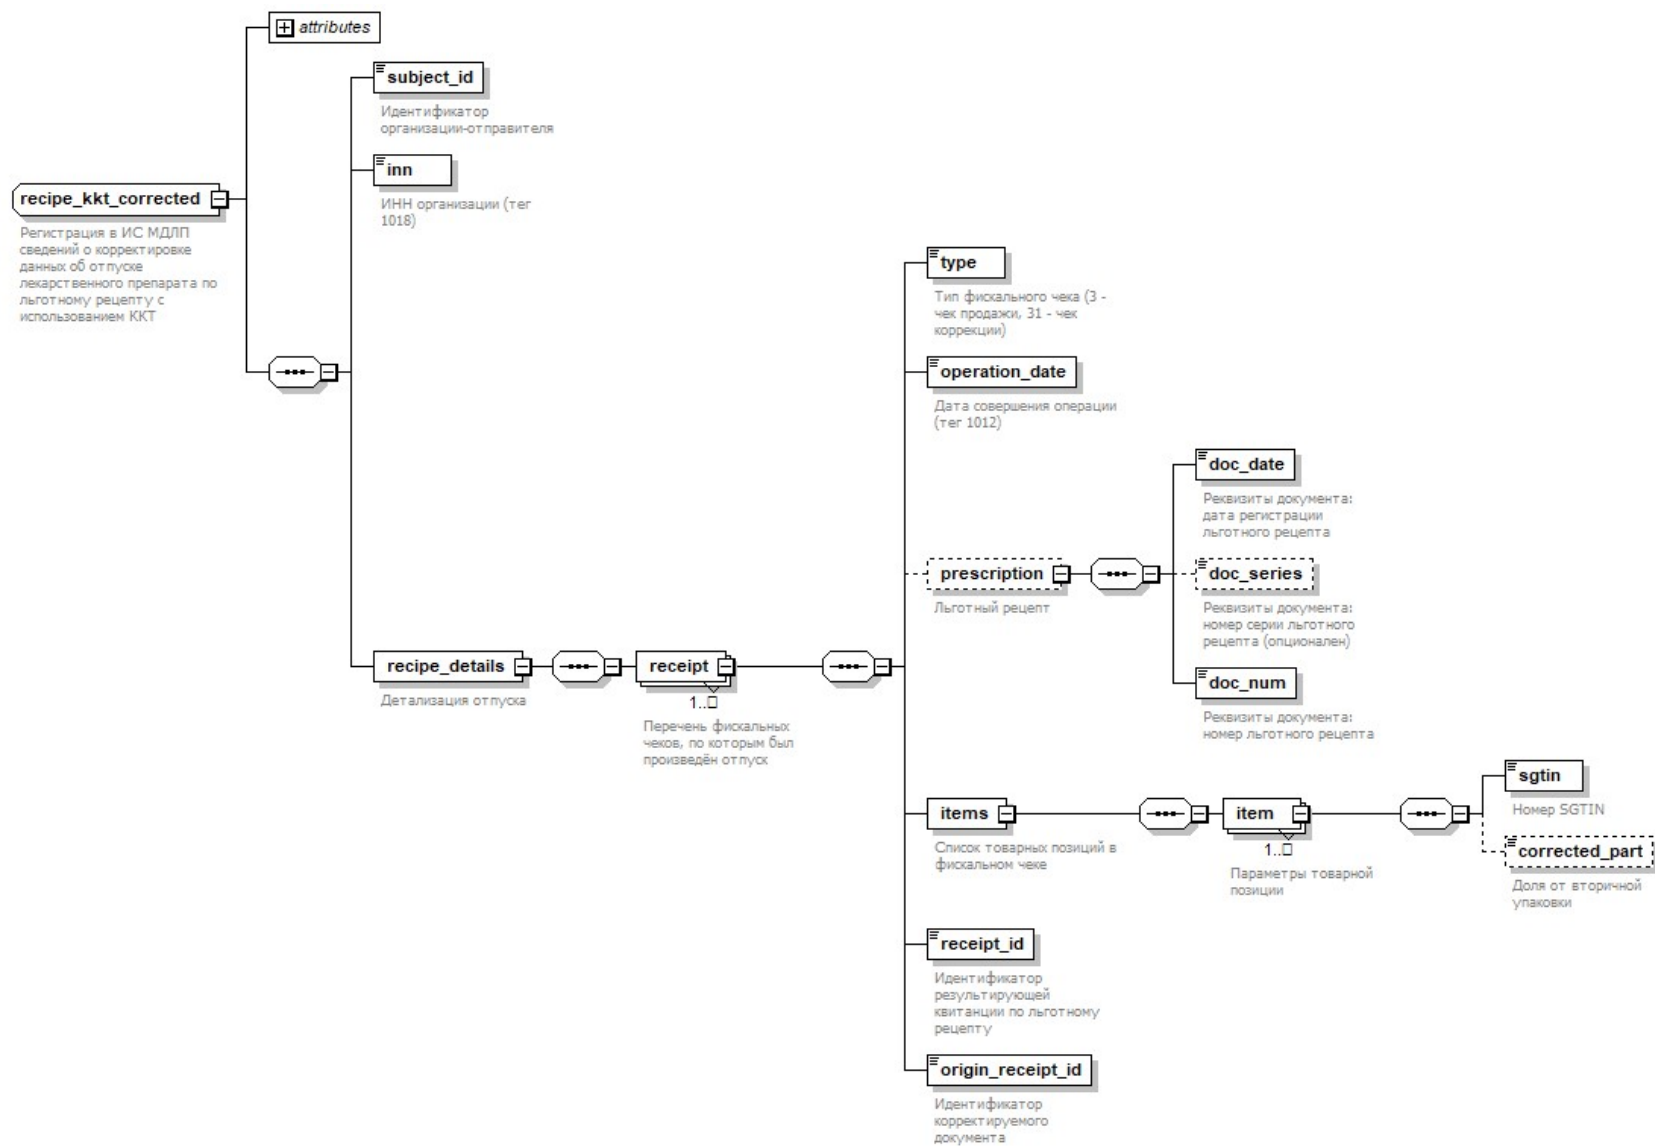 attributes
subject_id
Идентификатор
организации-отправителя
inn
ИНН организации (тег
1018)
recipe_kkt_corrected
Регистрация в ИС МДЛП
сведений о корректировке
данных об отпуске
лекарственного препарата по
льготному рецепту с
использованием ККТ
recipe_details
Детализация отпуска
receipt
1..□
Перечень фискальных
чеков, по которым был
произведён отпуск
type
Тип фискального чека (3 -
чек продажи, 31 - чек
коррекции)
operation_date
Дата совершения операции
(тег 1012)
prescription
Льготный рецепт
doc_date
Реквизиты документа:
дата регистрации
льготного рецепта
doc_series
Реквизиты документа:
номер серии льготного
рецепта (опционален)
doc_num
Реквизиты документа:
номер льготного рецепта
items
Список товарных позиций в
фискальном чеке
item
1..□
Параметры товарной
позиции
sgtin
Номер SGTIN
corrected_part
Доля от вторичной
упаковки
receipt_id
Идентификатор
результирующей
квитанции по льготному
рецепту
origin_receipt_id
Идентификатор
корректируемого
документа